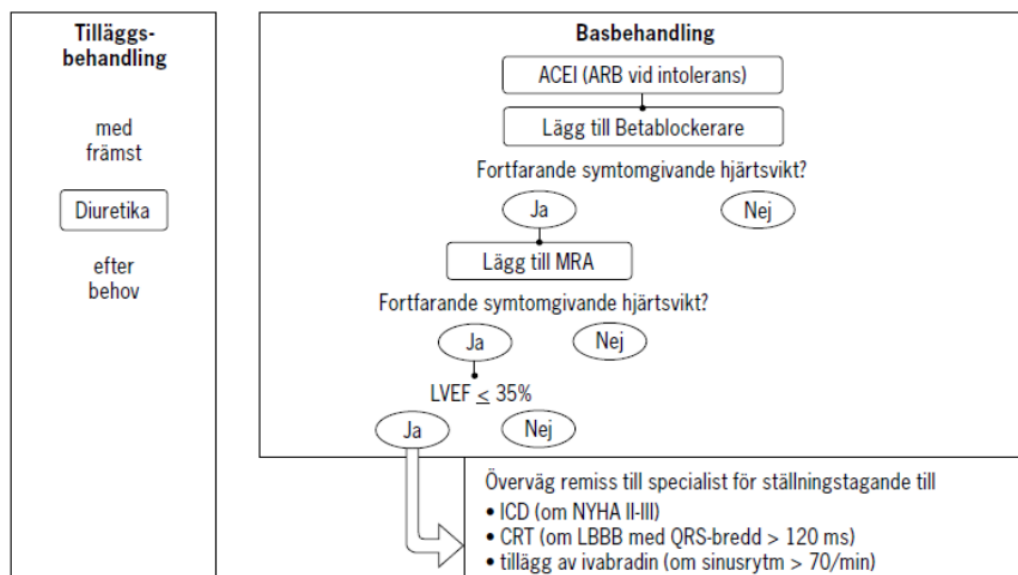 Tilläggs-
behandling
med
främst
Diuretika
efter
behov
Basbehandling
ACEI (ARB vid intolerans)
Lägg till Betablockerare
Fortfarande symtomgivande hjärtsvikt?
Ja
Nej
Lägg till MRA
Fortfarande symtomgivande hjärtsvikt?
Ja
Nej
LVEF ≤ 35%
Ja
Nej
Överväg remiss till specialist för ställningstagande till
• ICD (om NYHA II-III)
• CRT (om LBBB med QRS-bredd > 120 ms)
• tillägg av ivabradin (om sinusrytm > 70/min)